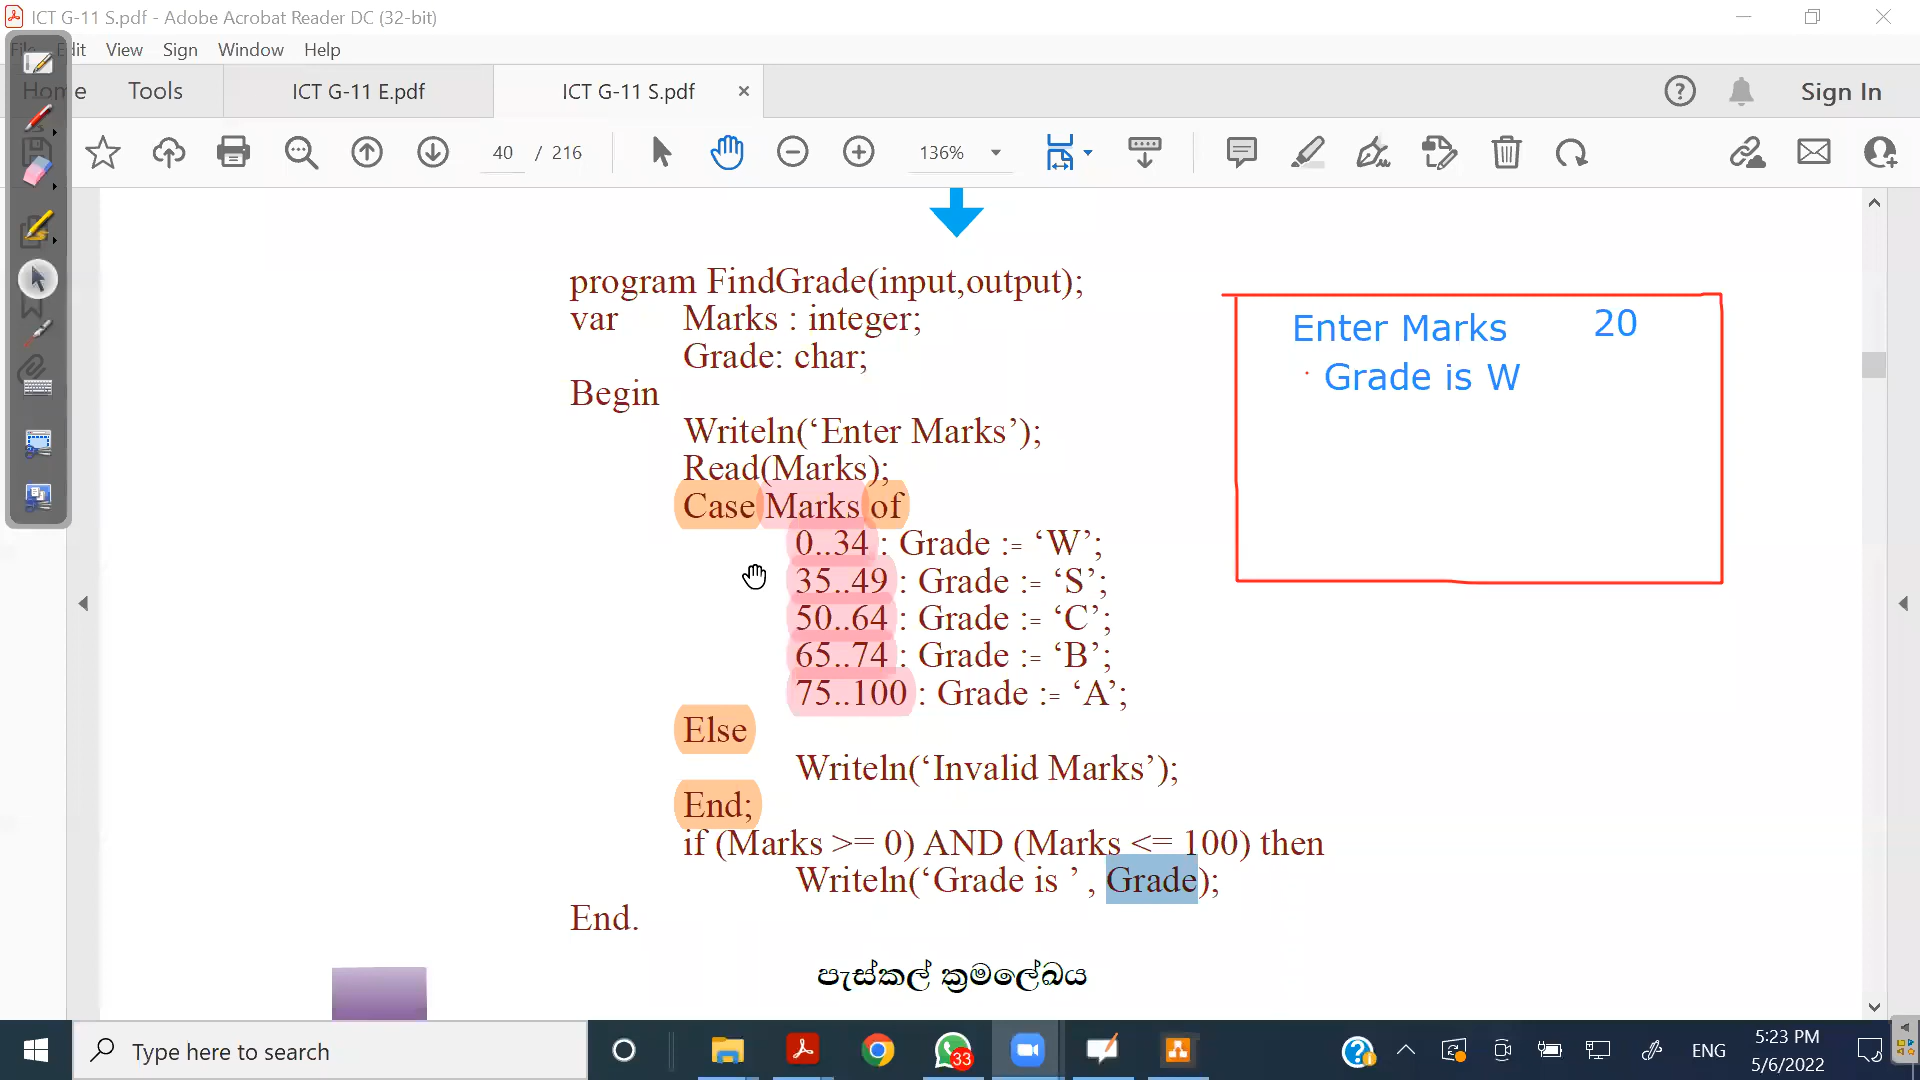 ICT G-11 S.pdf - Adobe Acrobat Reader DC (32-bit)
File Edit View Sign Window Help
Home Tools ICT G-11 E.pdf ICT G-11 S.pdf × Sign In
40 / 216 136%
program FindGrade(input,output);
var Marks : integer;
Grade: char;
Begin
Writeln(‘Enter Marks’);
Read(Marks);
Case Marks of
0..34 : Grade := ‘W’;
35..49 : Grade := ‘S’;
50..64 : Grade := ‘C’;
65..74 : Grade := ‘B’;
75..100 : Grade := ‘A’;
Else
Writeln(‘Invalid Marks’);
End;
if (Marks >= 0) AND (Marks <= 100) then
Writeln(‘Grade is ’ , Grade);
End.
පැස්කල් ක්‍රමලේඛය
Enter Marks 20
Grade is W
Type here to search
33
ENG
5:23 PM
5/6/2022